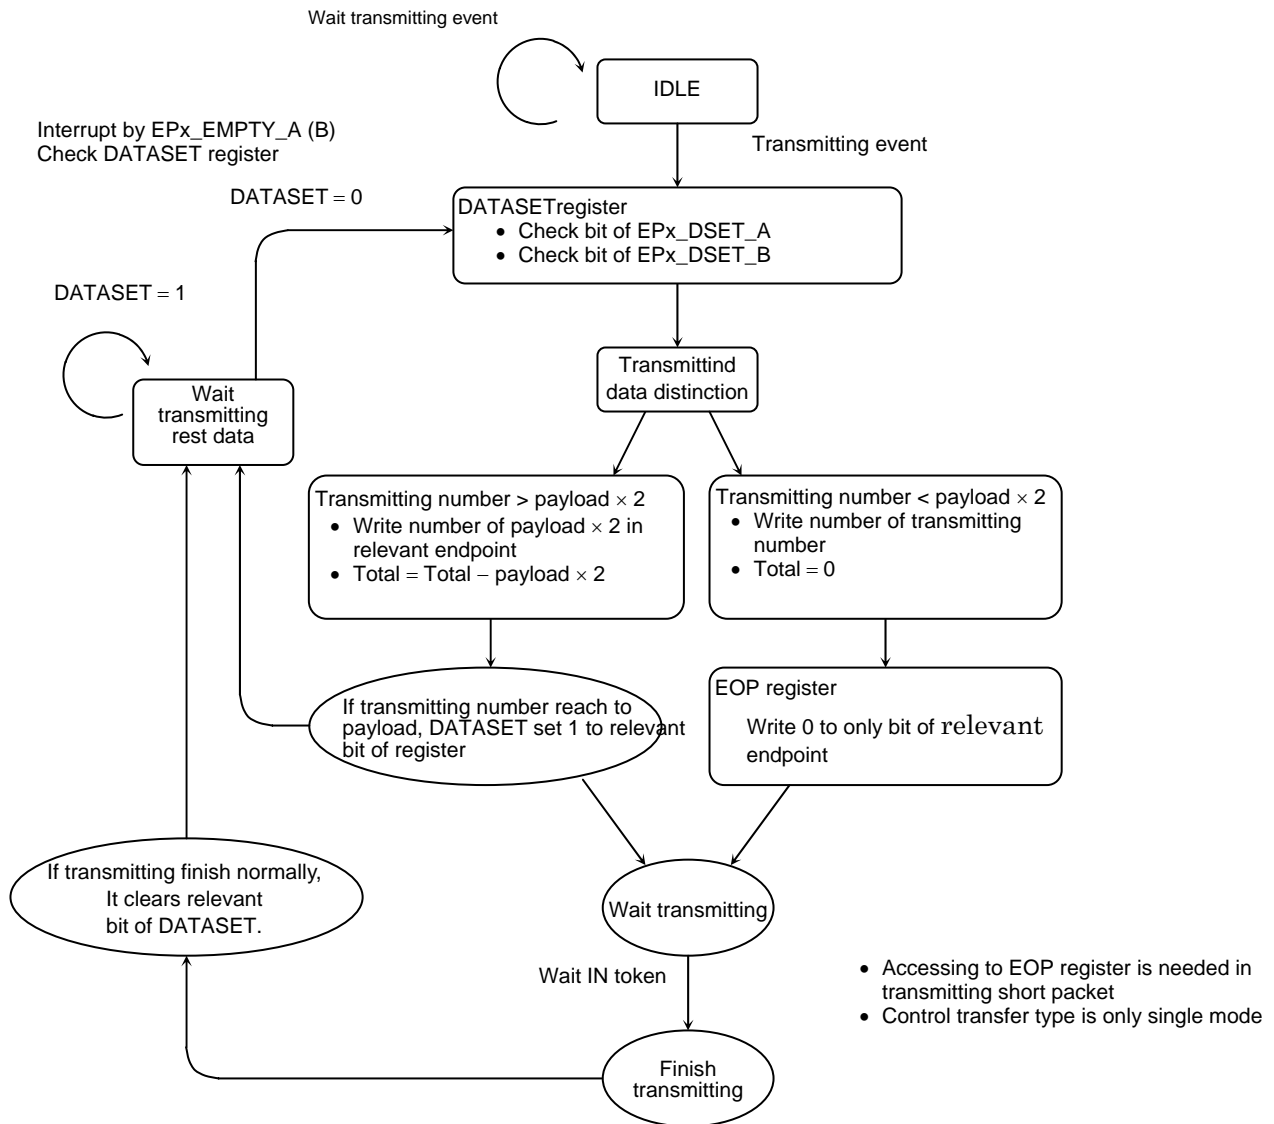 Wait transmitting event
IDLE
Interrupt by EPx_EMPTY_A (B)
Check DATASET register
Transmitting event
DATASET = 0
DATASETregister
• Check bit of EPx_DSET_A
• Check bit of EPx_DSET_B
DATASET = 1
Transmittind
data distinction
Wait
transmitting
rest data
Transmitting number > payload × 2
• Write number of payload × 2 in
relevant endpoint
• Total = Total − payload × 2
Transmitting number < payload × 2
• Write number of transmitting
number
• Total = 0
If transmitting number reach to
payload, DATASET set 1 to relevant
bit of register
EOP register
Write 0 to only bit of relevant
endpoint
If transmitting finish normally,
It clears relevant
bit of DATASET.
Wait transmitting
Wait IN token
• Accessing to EOP register is needed in
transmitting short packet
• Control transfer type is only single mode
Finish
transmitting